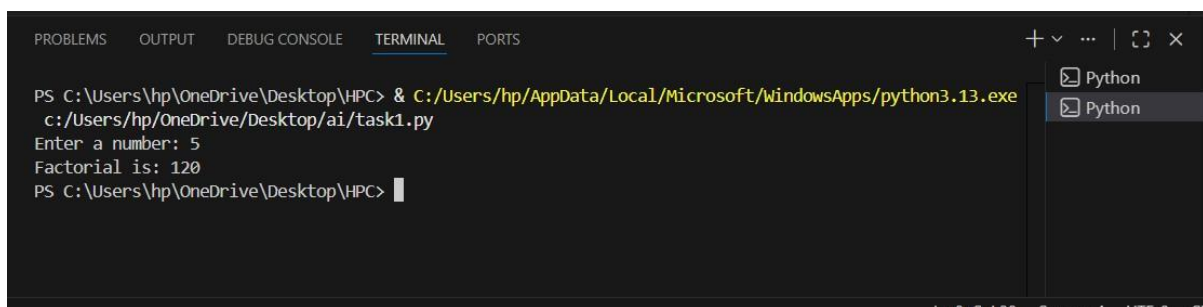 PROBLEMS OUTPUT DEBUG CONSOLE TERMINAL PORTS
PS C:\Users\hp\OneDrive\Desktop\HPC> & C:/Users/hp/AppData/Local/Microsoft/WindowsApps/python3.13.exe
c:/Users/hp/OneDrive/Desktop/ai/task1.py
Enter a number: 5
Factorial is: 120
PS C:\Users\hp\OneDrive\Desktop\HPC>
Python
Python